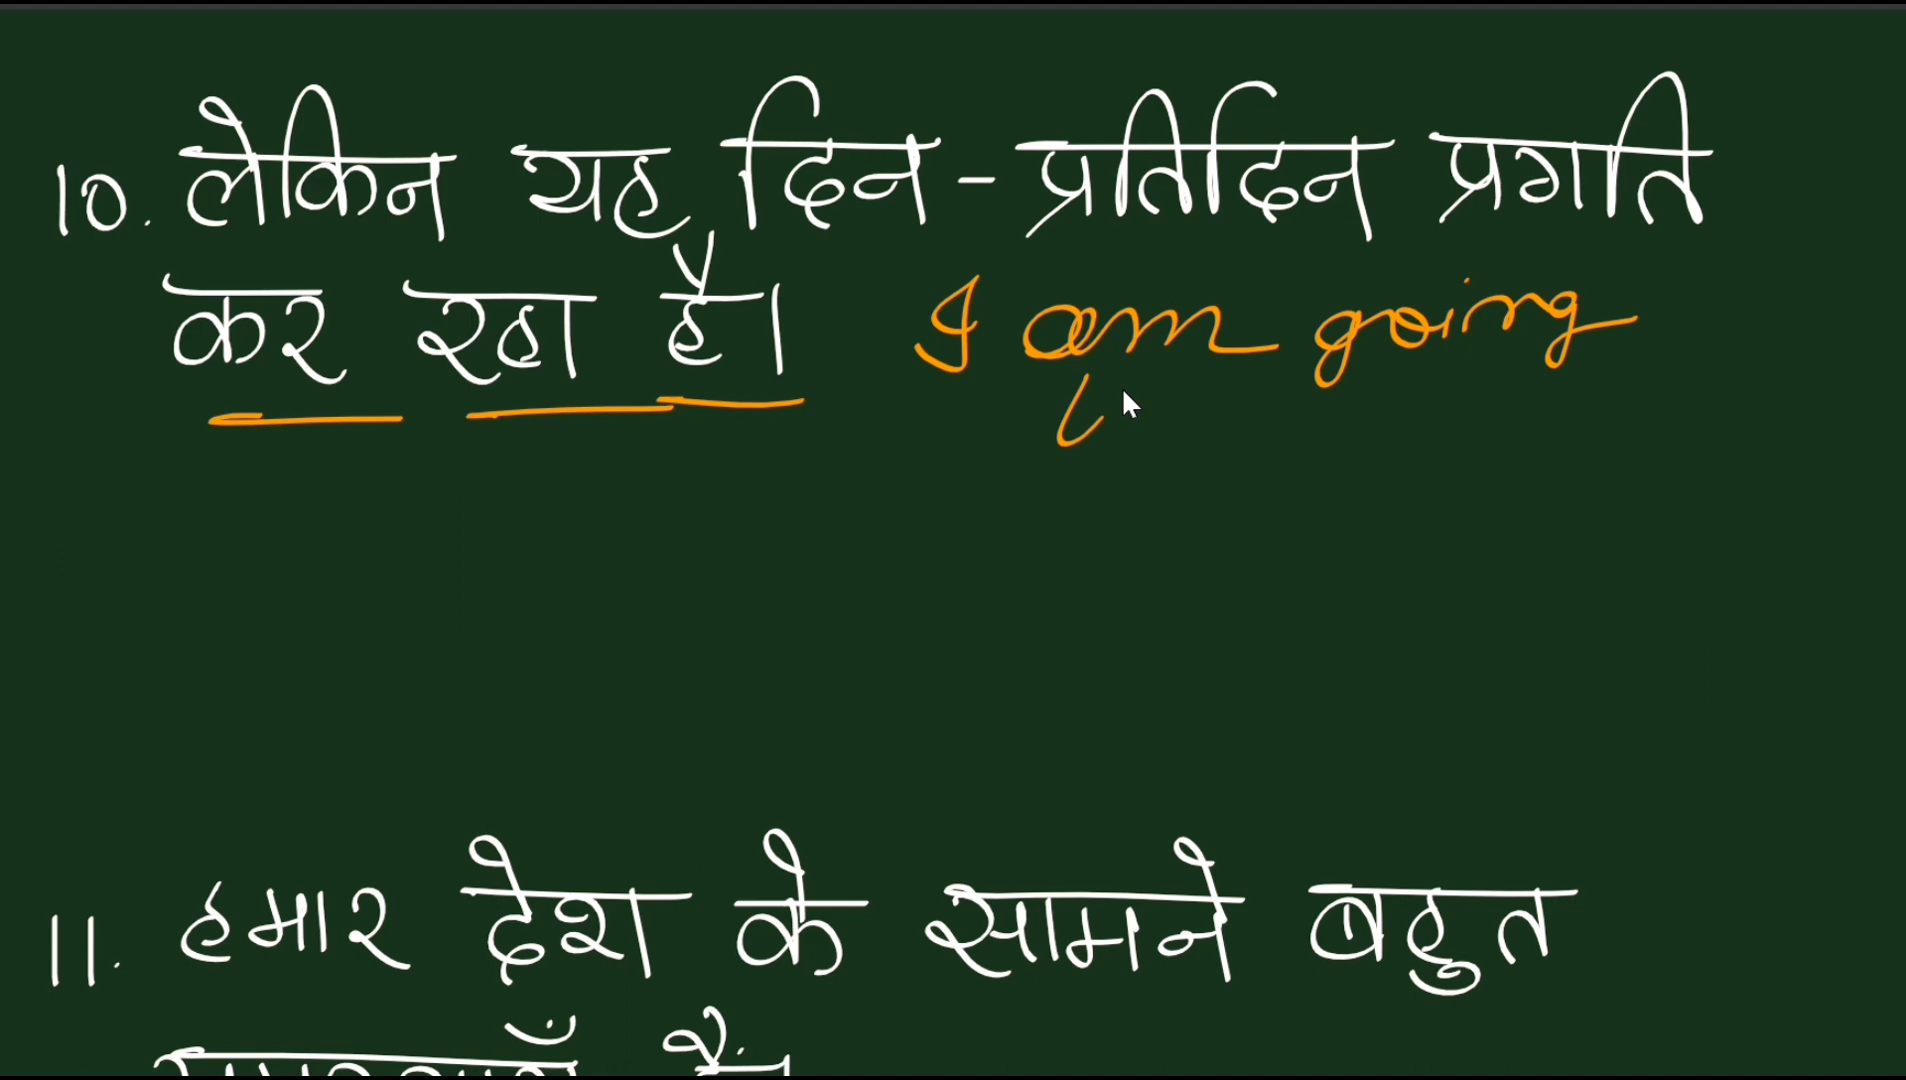 10. लेकिन यह दिन - प्रतिदिन प्रगति
कर रहा है। I am going
11. हमार देश के सामने बहुत